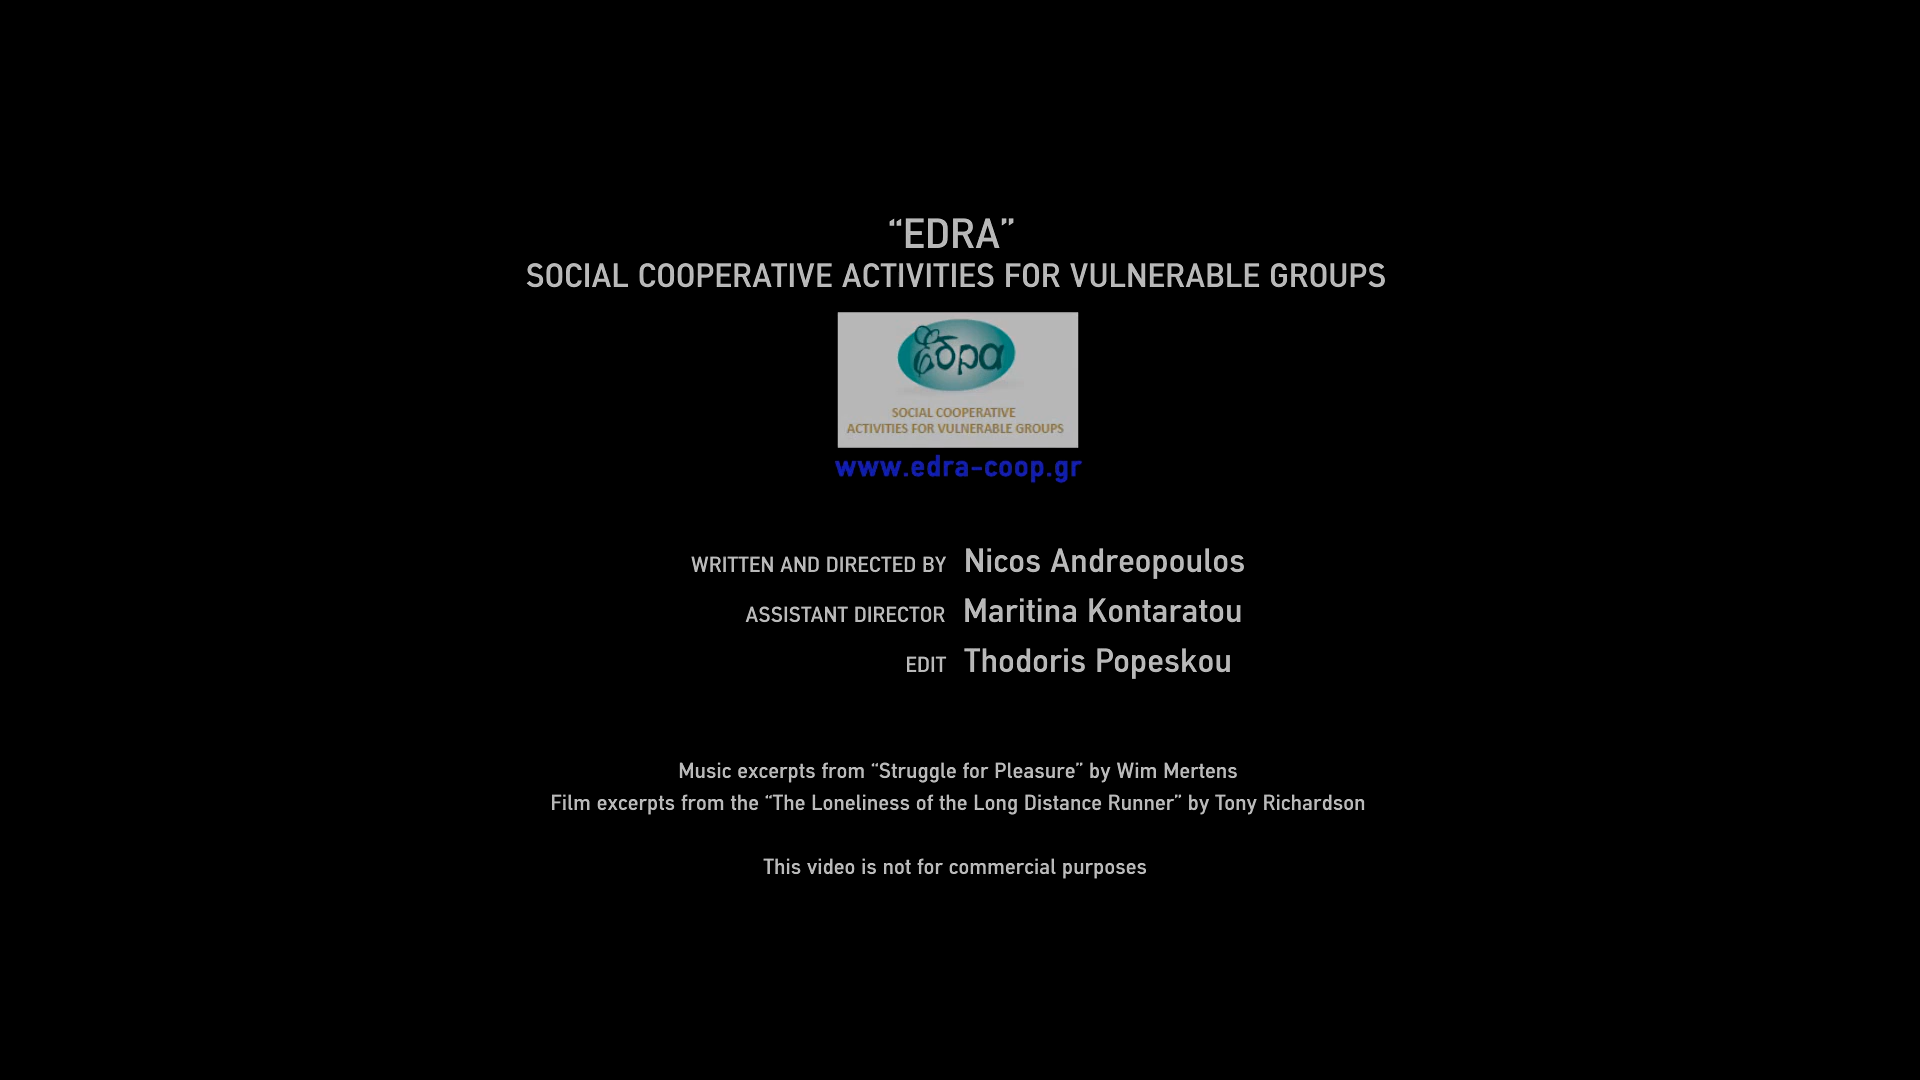 “EDRA”
SOCIAL COOPERATIVE ACTIVITIES FOR VULNERABLE GROUPS
Εδρα
SOCIAL COOPERATIVE
ACTIVITIES FOR VULNERABLE GROUPS
www.edra-coop.gr
WRITTEN AND DIRECTED BY Nicos Andreopoulos
ASSISTANT DIRECTOR Maritina Kontaratou
EDIT Thodoris Popeskou
Music excerpts from “Struggle for Pleasure” by Wim Mertens
Film excerpts from the “The Loneliness of the Long Distance Runner” by Tony Richardson
This video is not for commercial purposes